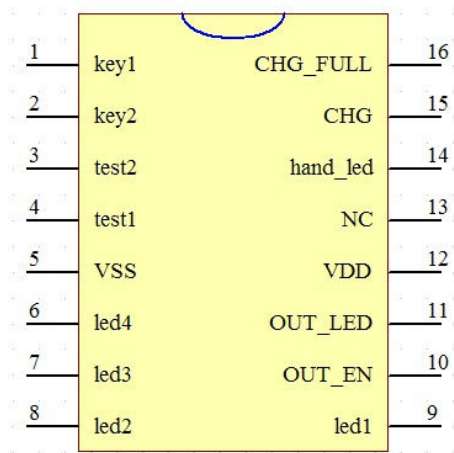 1 key1 CHG_FULL 16
2 key2 CHG 15
3 test2 hand_led 14
4 test1 NC 13
5 VSS VDD 12
6 led4 OUT_LED 11
7 led3 OUT_EN 10
8 led2 led1 9